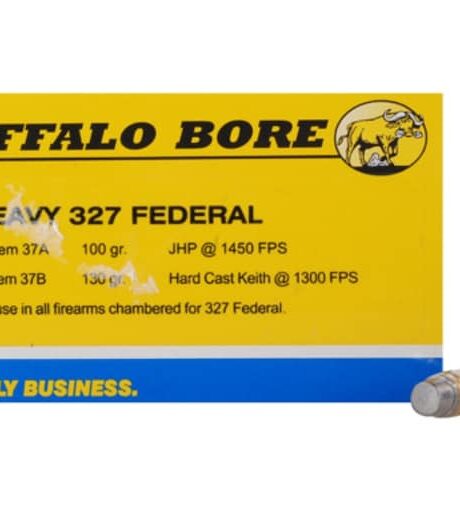 FFALO BORE
EAVY 327 FEDERAL
em 37A 100 gr. JHP @ 1450 FPS
em 37B 130 gr. Hard Cast Keith @ 1300 FPS
use in all firearms chambered for 327 Federal.
LY BUSINESS.